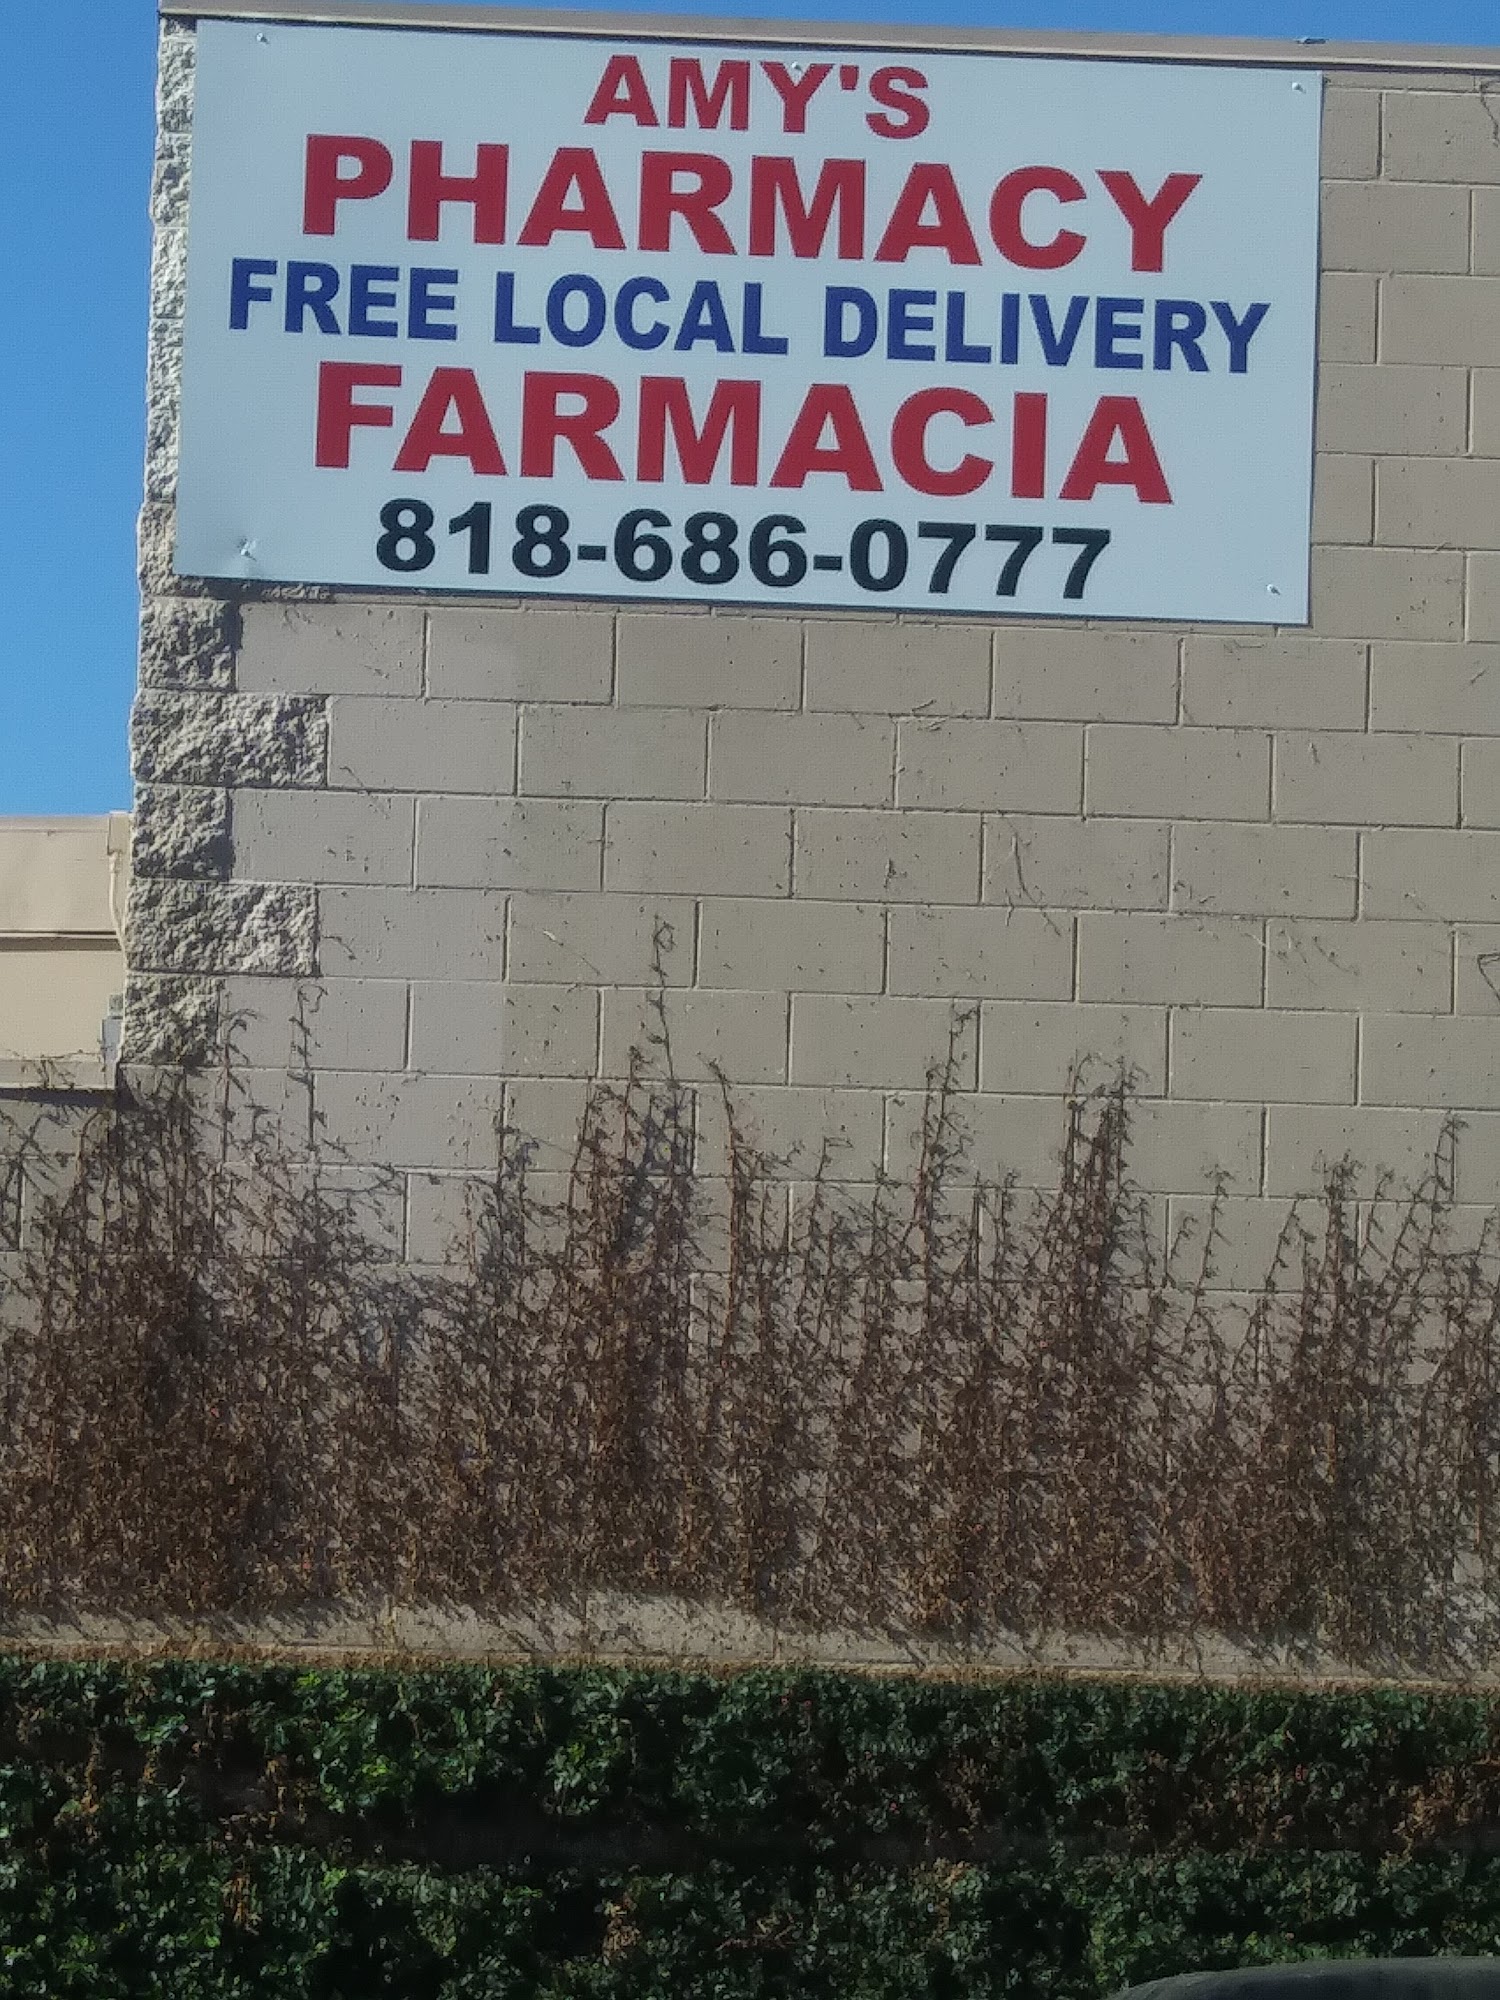 AMY'S
PHARMACY
FREE LOCAL DELIVERY
FARMACIA
818-686-0777